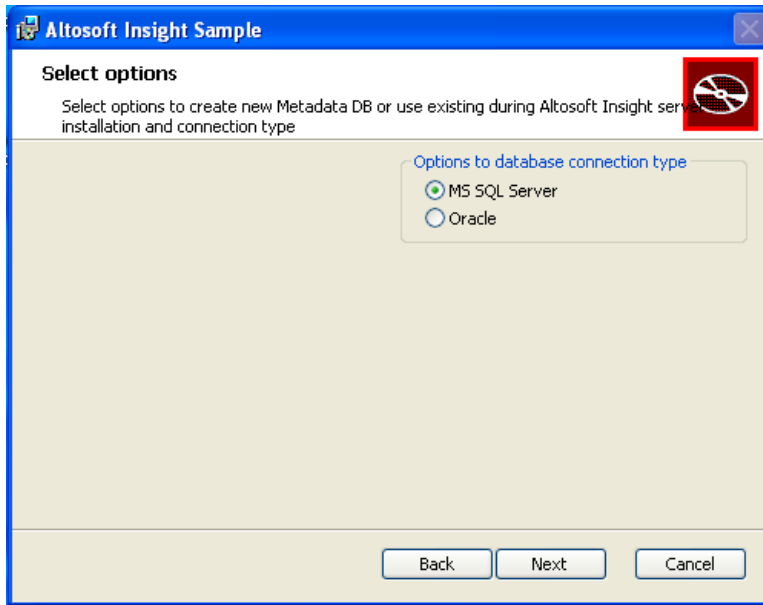 Altosoft Insight Sample
Select options
Select options to create new Metadata DB or use existing during Altosoft Insight server
installation and connection type
Options to database connection type
MS SQL Server
Oracle
Back Next Cancel